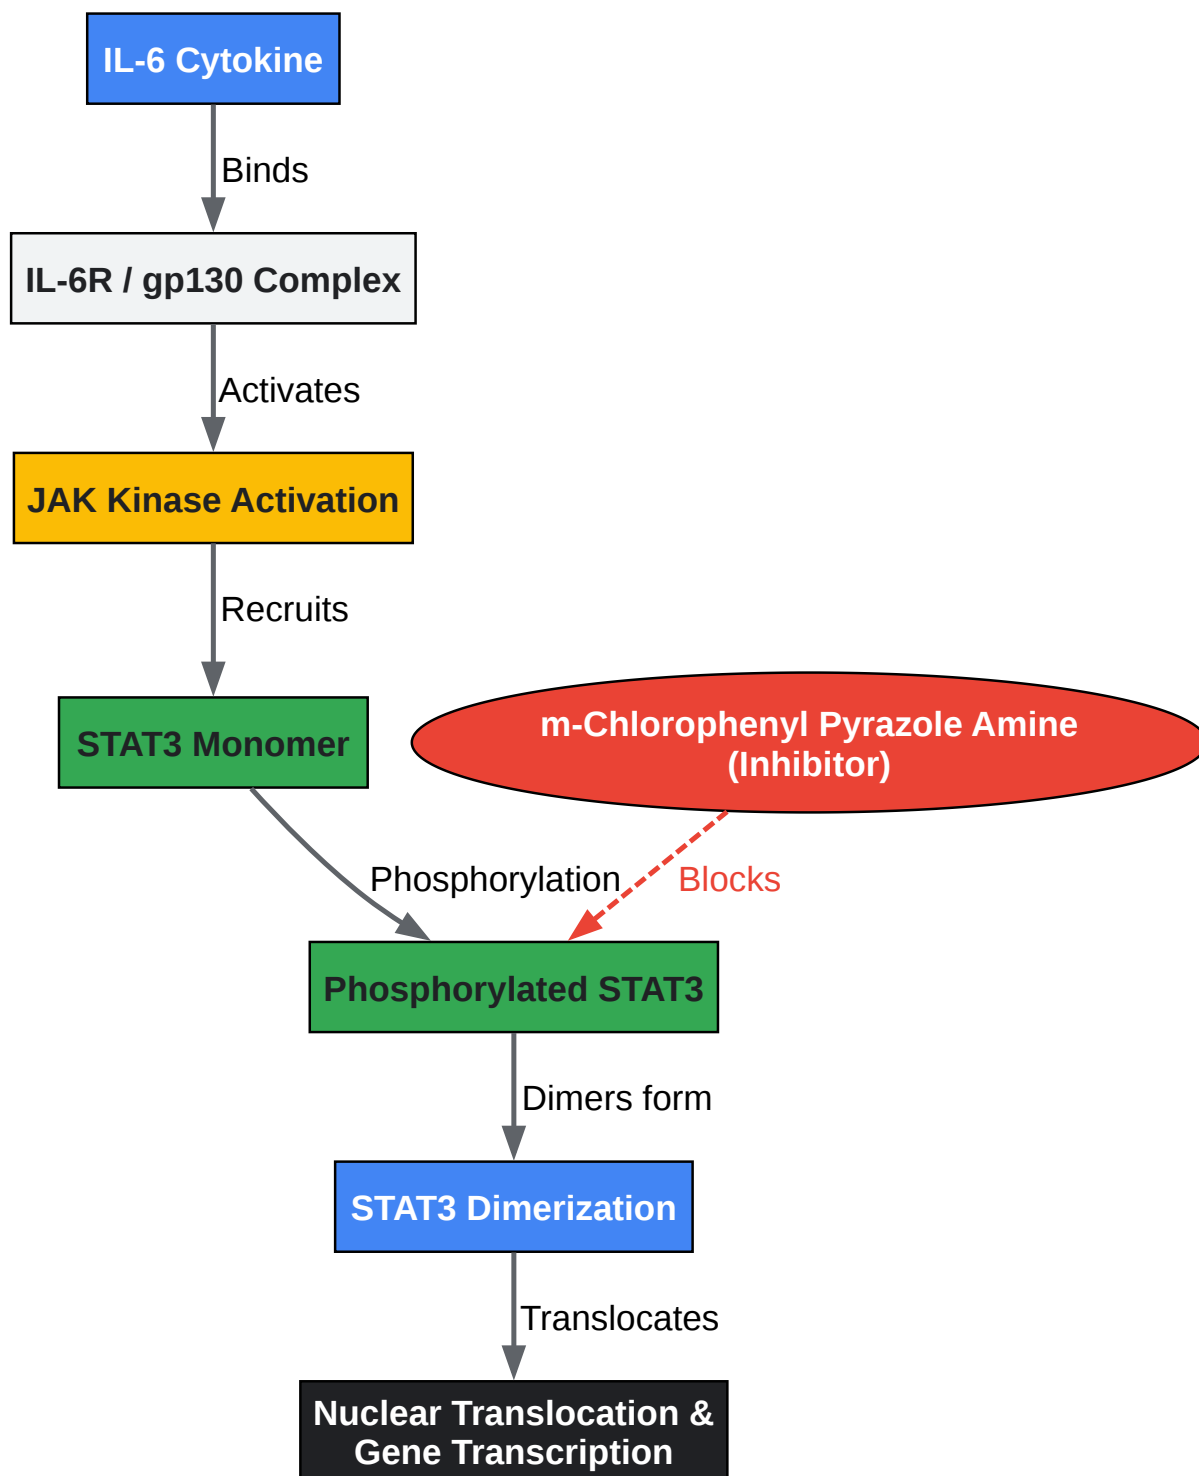 IL-6 Cytokine
Binds
IL-6R / gp130 Complex
Activates
JAK Kinase Activation
Recruits
STAT3 Monomer
m-Chlorophenyl Pyrazole Amine
(Inhibitor)
Phosphorylation
Blocks
Phosphorylated STAT3
Dimers form
STAT3 Dimerization
Translocates
Nuclear Translocation &
Gene Transcription